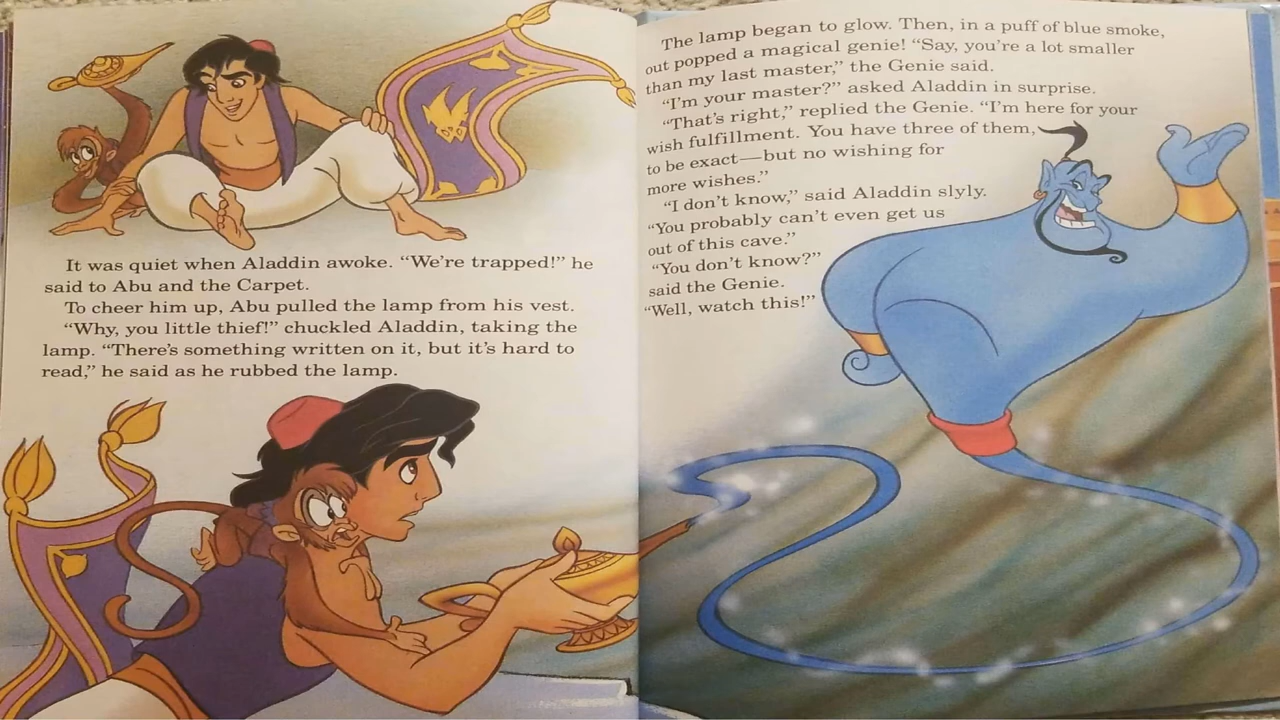 It was quiet when Aladdin awoke. “We’re trapped!” he
said to Abu and the Carpet.
To cheer him up, Abu pulled the lamp from his vest.
“Why, you little thief!” chuckled Aladdin, taking the
lamp. “There’s something written on it, but it’s hard to
read,” he said as he rubbed the lamp.
The lamp began to glow. Then, in a puff of blue smoke,
out popped a magical genie! “Say, you’re a lot smaller
than my last master,” the Genie said.
“I’m your master?” asked Aladdin in surprise.
“That’s right,” replied the Genie. “I’m here for your
wish fulfillment. You have three of them,
to be exact—but no wishing for
more wishes.”
“I don’t know,” said Aladdin slyly.
“You probably can’t even get us
out of this cave.”
“You don’t know?”
said the Genie.
“Well, watch this!”